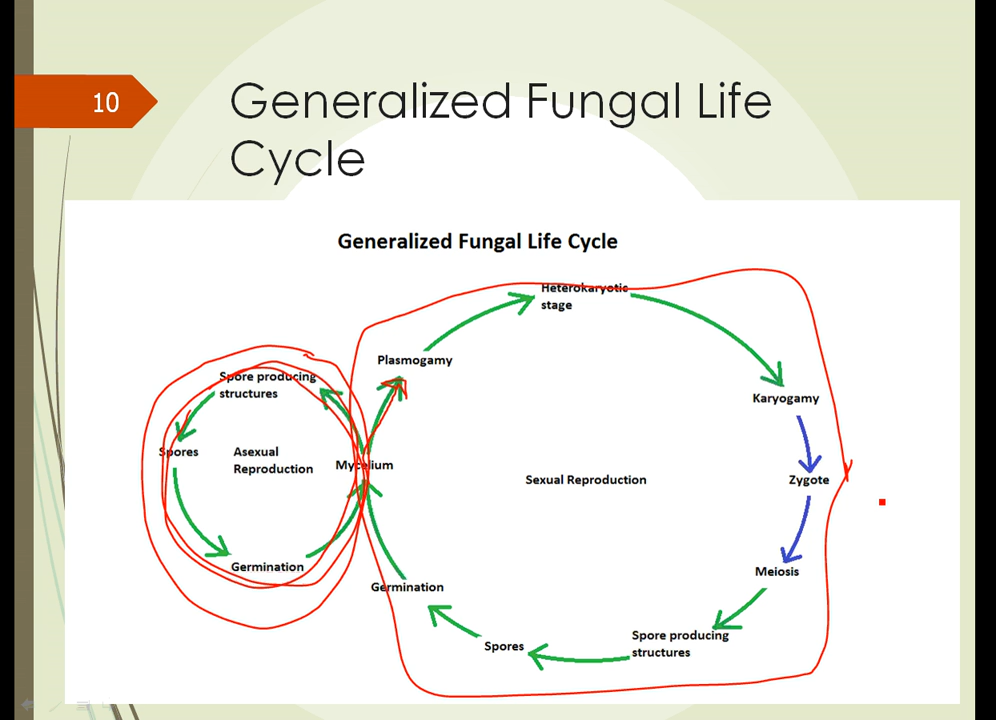 10
Generalized Fungal Life
Cycle
Generalized Fungal Life Cycle
Heterokaryotic
stage
Plasmogamy
Spore producing
structures
Karyogamy
Spores
Asexual
Reproduction
Mycelium
Sexual Reproduction
Zygote
Germination
Meiosis
Germination
Spore producing
structures
Spores